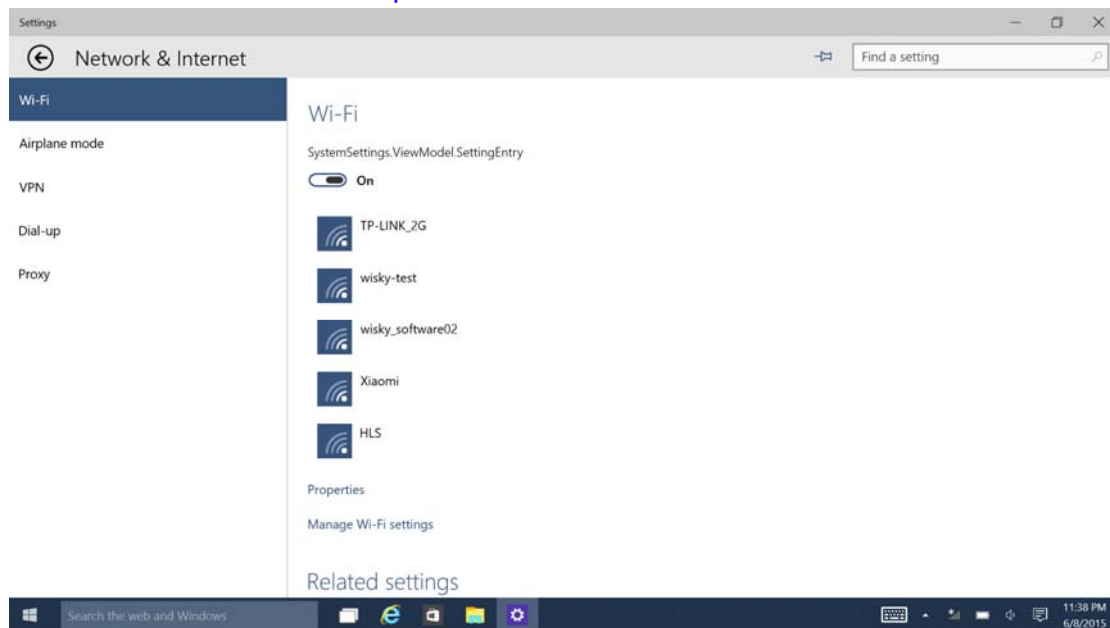 Settings
Network & Internet
Find a setting
Wi-Fi
Airplane mode
VPN
Dial-up
Proxy
Wi-Fi
SystemSettings.ViewModel.SettingEntry
On
TP-LINK_2G
wisky-test
wisky_software02
Xiaomi
HLS
Properties
Manage Wi-Fi settings
Related settings
Search the web and Windows
11:38 PM
6/8/2015